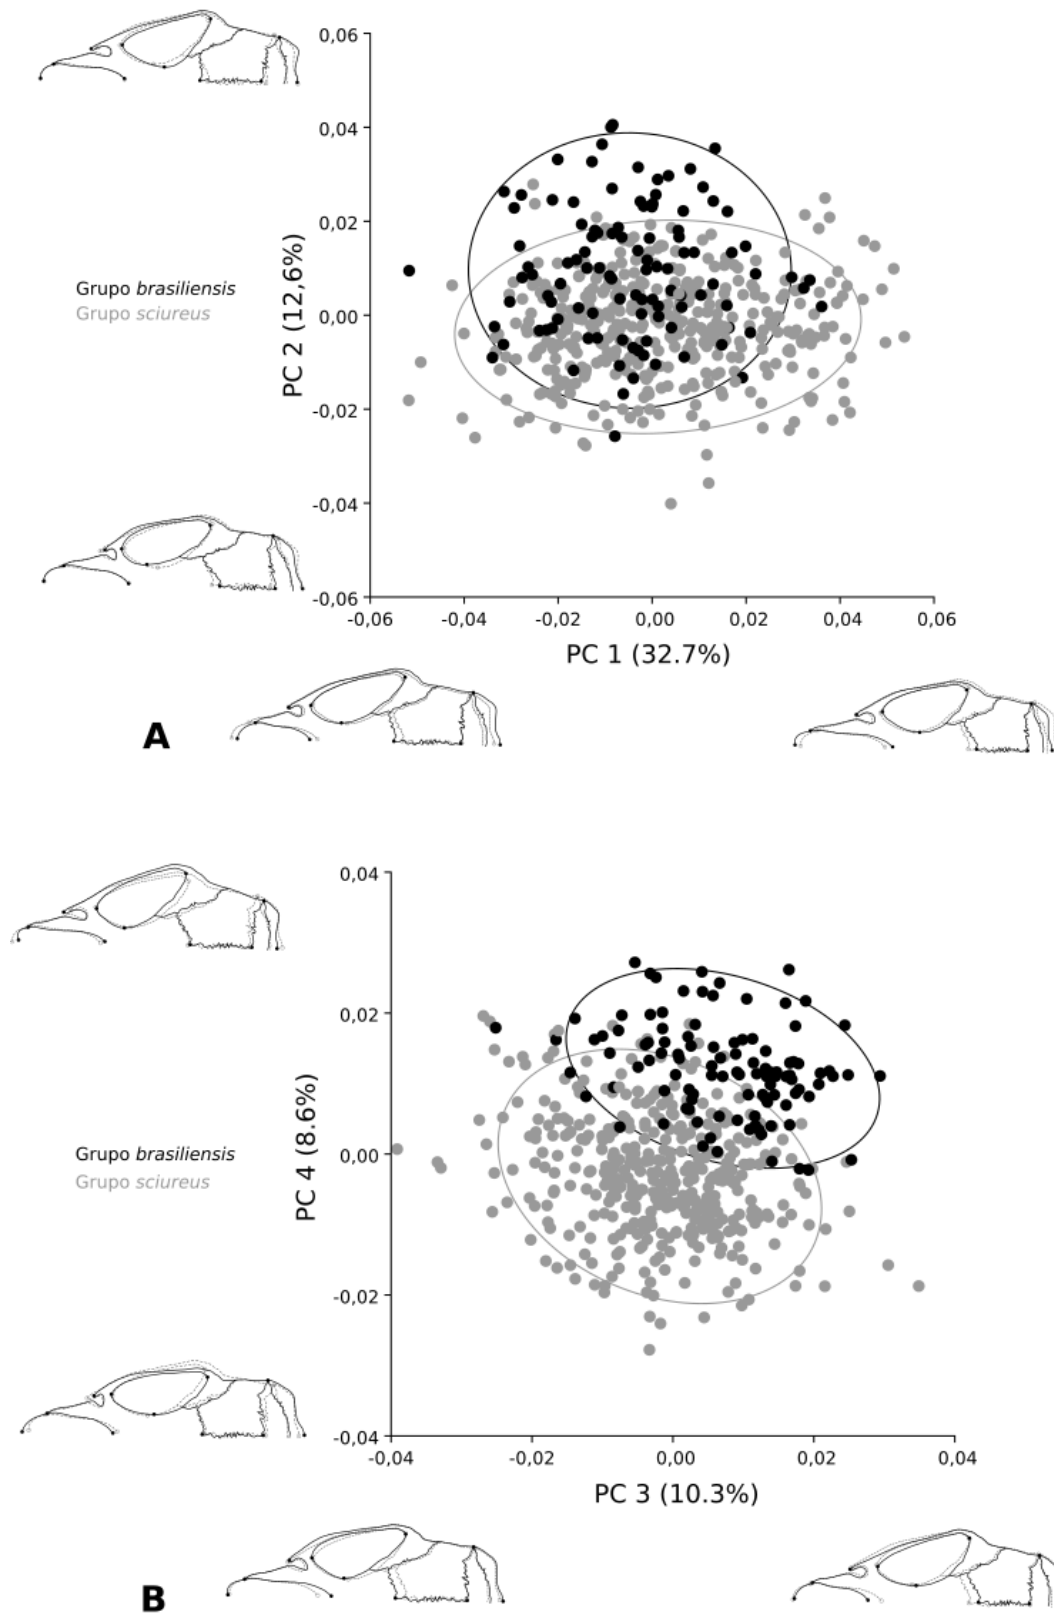 0,06
0,04
0,02
0,00
-0,02
-0,04
-0,06
PC 2 (12,6%)
Grupo brasiliensis
Grupo sciureus
-0,06 -0,04 -0,02 0,00 0,02 0,04 0,06
PC 1 (32.7%)
A
0,04
0,02
0,00
-0,02
-0,04
PC 4 (8.6%)
Grupo brasiliensis
Grupo sciureus
-0,04 -0,02 0,00 0,02 0,04
PC 3 (10.3%)
B